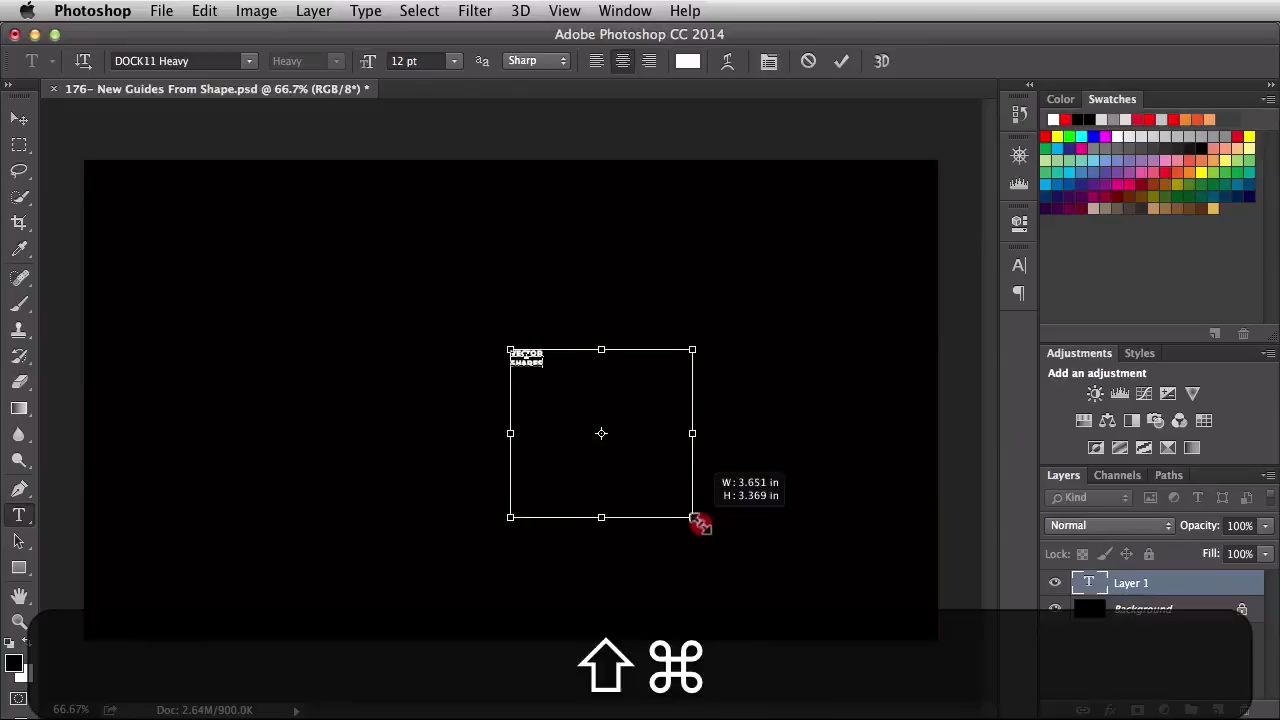 Photoshop File Edit Image Layer Type Select Filter 3D View Window Help
Adobe Photoshop CC 2014
T DOCK11 Heavy Heavy 12 pt Sharp 3D
176- New Guides From Shape.psd @ 66.7% (RGB/8*) *
Color Swatches
VECTOR
SHAPES
Adjustments Styles
Add an adjustment
W: 3.651 in
H: 3.369 in
Layers Channels Paths
Kind
Normal Opacity: 100%
Lock: Fill: 100%
T Layer 1
Background
⇧ ⌘
66.67% Doc: 2.64M/900.0K